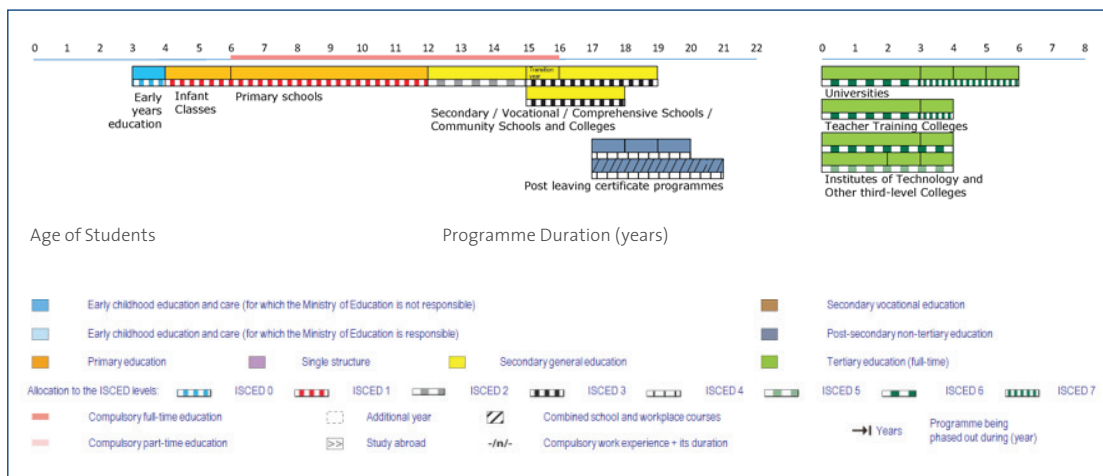 0 1 2 3 4 5 6 7 8 9 10 11 12 13 14 15 16 17 18 19 20 21 22
0 1 2 3 4 5 6 7 8
Transition year
Early years education
Infant Classes
Primary schools
Secondary / Vocational / Comprehensive Schools /
Community Schools and Colleges
Post leaving certificate programmes
Universities
Teacher Training Colleges
Institutes of Technology and
Other third-level Colleges
Age of Students
Programme Duration (years)
Early childhood education and care (for which the Ministry of Education is not responsible)
Secondary vocational education
Early childhood education and care (for which the Ministry of Education is responsible)
Post-secondary non-tertiary education
Primary education
Single structure
Secondary general education
Tertiary education (full-time)
Allocation to the ISCED levels: ISCED 0 ISCED 1 ISCED 2 ISCED 3 ISCED 4 ISCED 5 ISCED 6 ISCED 7
Compulsory full-time education
Additional year
Combined school and workplace courses
Compulsory part-time education
>> Study abroad
-/n/- Compulsory work experience + its duration
Years
Programme being
phased out during (year)